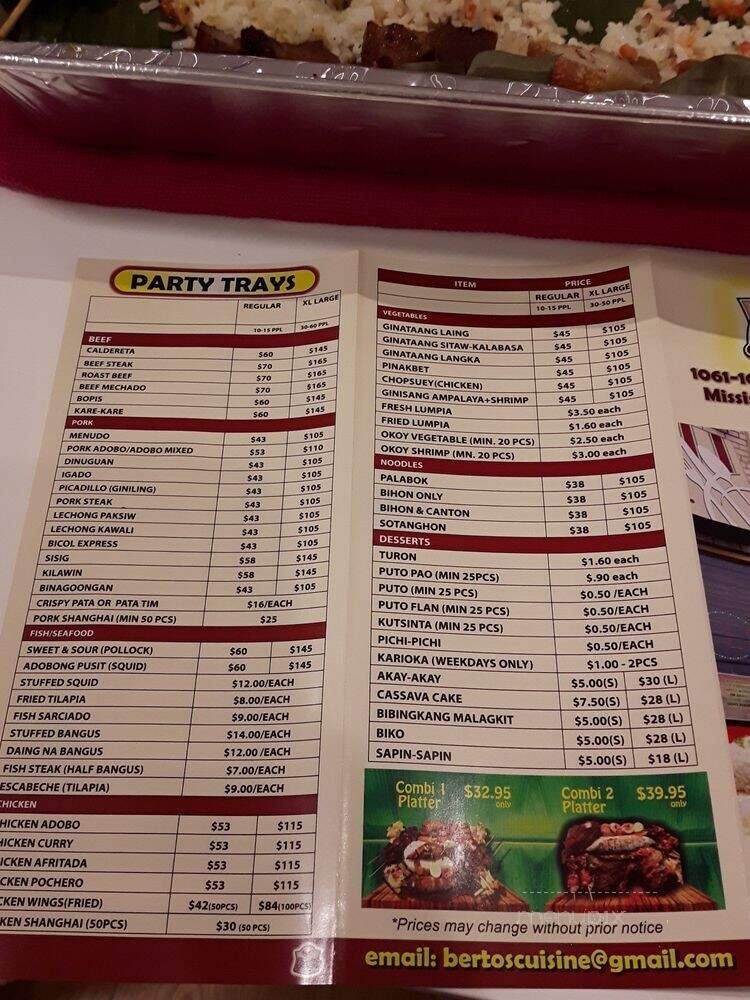 PARTY TRAYS
REGULAR XL LARGE
10-15 PPL 30-60 PPL
BEEF
CALDERETA $60 $145
BEEF STEAK $70 $165
ROAST BEEF $70 $165
BEEF MECHADO $70 $165
BOPIS $60 $145
KARE-KARE $60 $145
PORK
MENUDO $43 $105
PORK ADOBO/ADOBO MIXED $53 $110
DINUGUAN $43 $105
IGADO $43 $105
PICADILLO (GINILING) $43 $105
PORK STEAK $43 $105
LECHONG PAKSIW $43 $105
LECHONG KAWALI $43 $105
BICOL EXPRESS $43 $105
SISIG $58 $145
KILAWIN $58 $145
BINAGOONGAN $43 $105
CRISPY PATA OR PATA TIM $16/EACH
PORK SHANGHAI (MIN 50 PCS) $25
FISH/SEAFOOD
SWEET & SOUR (POLLOCK) $60 $145
ADOBONG PUSIT (SQUID) $60 $145
STUFFED SQUID $12.00/EACH
FRIED TILAPIA $8.00/EACH
FISH SARCIADO $9.00/EACH
STUFFED BANGUS $14.00/EACH
DAING NA BANGUS $12.00 /EACH
FISH STEAK (HALF BANGUS) $7.00/EACH
ESCABECHE (TILAPIA) $9.00/EACH
CHICKEN
HICKEN ADOBO $53 $115
HICKEN CURRY $53 $115
ICKEN AFRITADA $53 $115
CKEN POCHERO $53 $115
CKEN WINGS(FRIED) $42(50PCS) $84(100PCS)
KEN SHANGHAI (50PCS) $30 (50 PCS)
ITEM PRICE
REGULAR XL LARGE
10-15 PPL 30-50 PPL
VEGETABLES
GINATAANG LAING $45 $105
GINATAANG SITAW-KALABASA $45 $105
GINATAANG LANGKA $45 $105
PINAKBET $45 $105
CHOPSUEY(CHICKEN) $45 $105
GINISANG AMPALAYA+SHRIMP $45 $105
FRESH LUMPIA $3.50 each
FRIED LUMPIA $1.60 each
OKOY VEGETABLE (MIN. 20 PCS) $2.50 each
OKOY SHRIMP (MN. 20 PCS) $3.00 each
NOODLES
PALABOK $38 $105
BIHON ONLY $38 $105
BIHON & CANTON $38 $105
SOTANGHON $38 $105
DESSERTS
TURON $1.60 each
PUTO PAO (MIN 25PCS) $.90 each
PUTO (MIN 25 PCS) $0.50 /EACH
PUTO FLAN (MIN 25 PCS) $0.50/EACH
KUTSINTA (MIN 25 PCS) $0.50/EACH
PICHI-PICHI $0.50/EACH
KARIOKA (WEEKDAYS ONLY) $1.00 - 2PCS
AKAY-AKAY $5.00(S) $30 (L)
CASSAVA CAKE $7.50(S) $28 (L)
BIBINGKANG MALAGKIT $5.00(S) $28 (L)
BIKO $5.00(S) $28 (L)
SAPIN-SAPIN $5.00(S) $18 (L)
Combi 1 Platter $32.95 only
Combi 2 Platter $39.95 only
*Prices may change without prior notice
email: bertoscuisine@gmail.com
1061-1
Missi